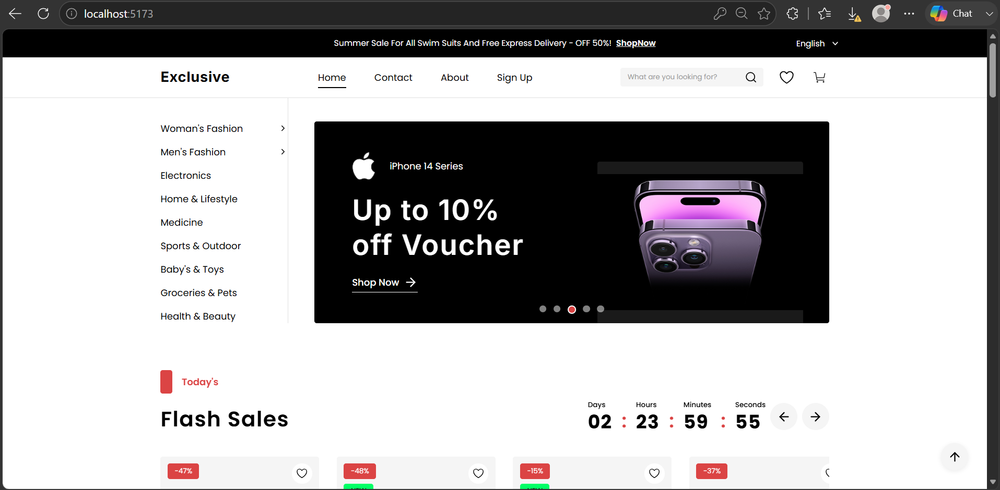 localhost:5173
Chat
Summer Sale For All Swim Suits And Free Express Delivery - OFF 50%! ShopNow
English
Exclusive
Home
Contact
About
Sign Up
What are you looking for?
Woman's Fashion
Men's Fashion
Electronics
Home & Lifestyle
Medicine
Sports & Outdoor
Baby's & Toys
Groceries & Pets
Health & Beauty
iPhone 14 Series
Up to 10%
off Voucher
Shop Now
Today's
Flash Sales
Days
Hours
Minutes
Seconds
02 : 23 : 59 : 55
-47%
-48%
-15%
-37%